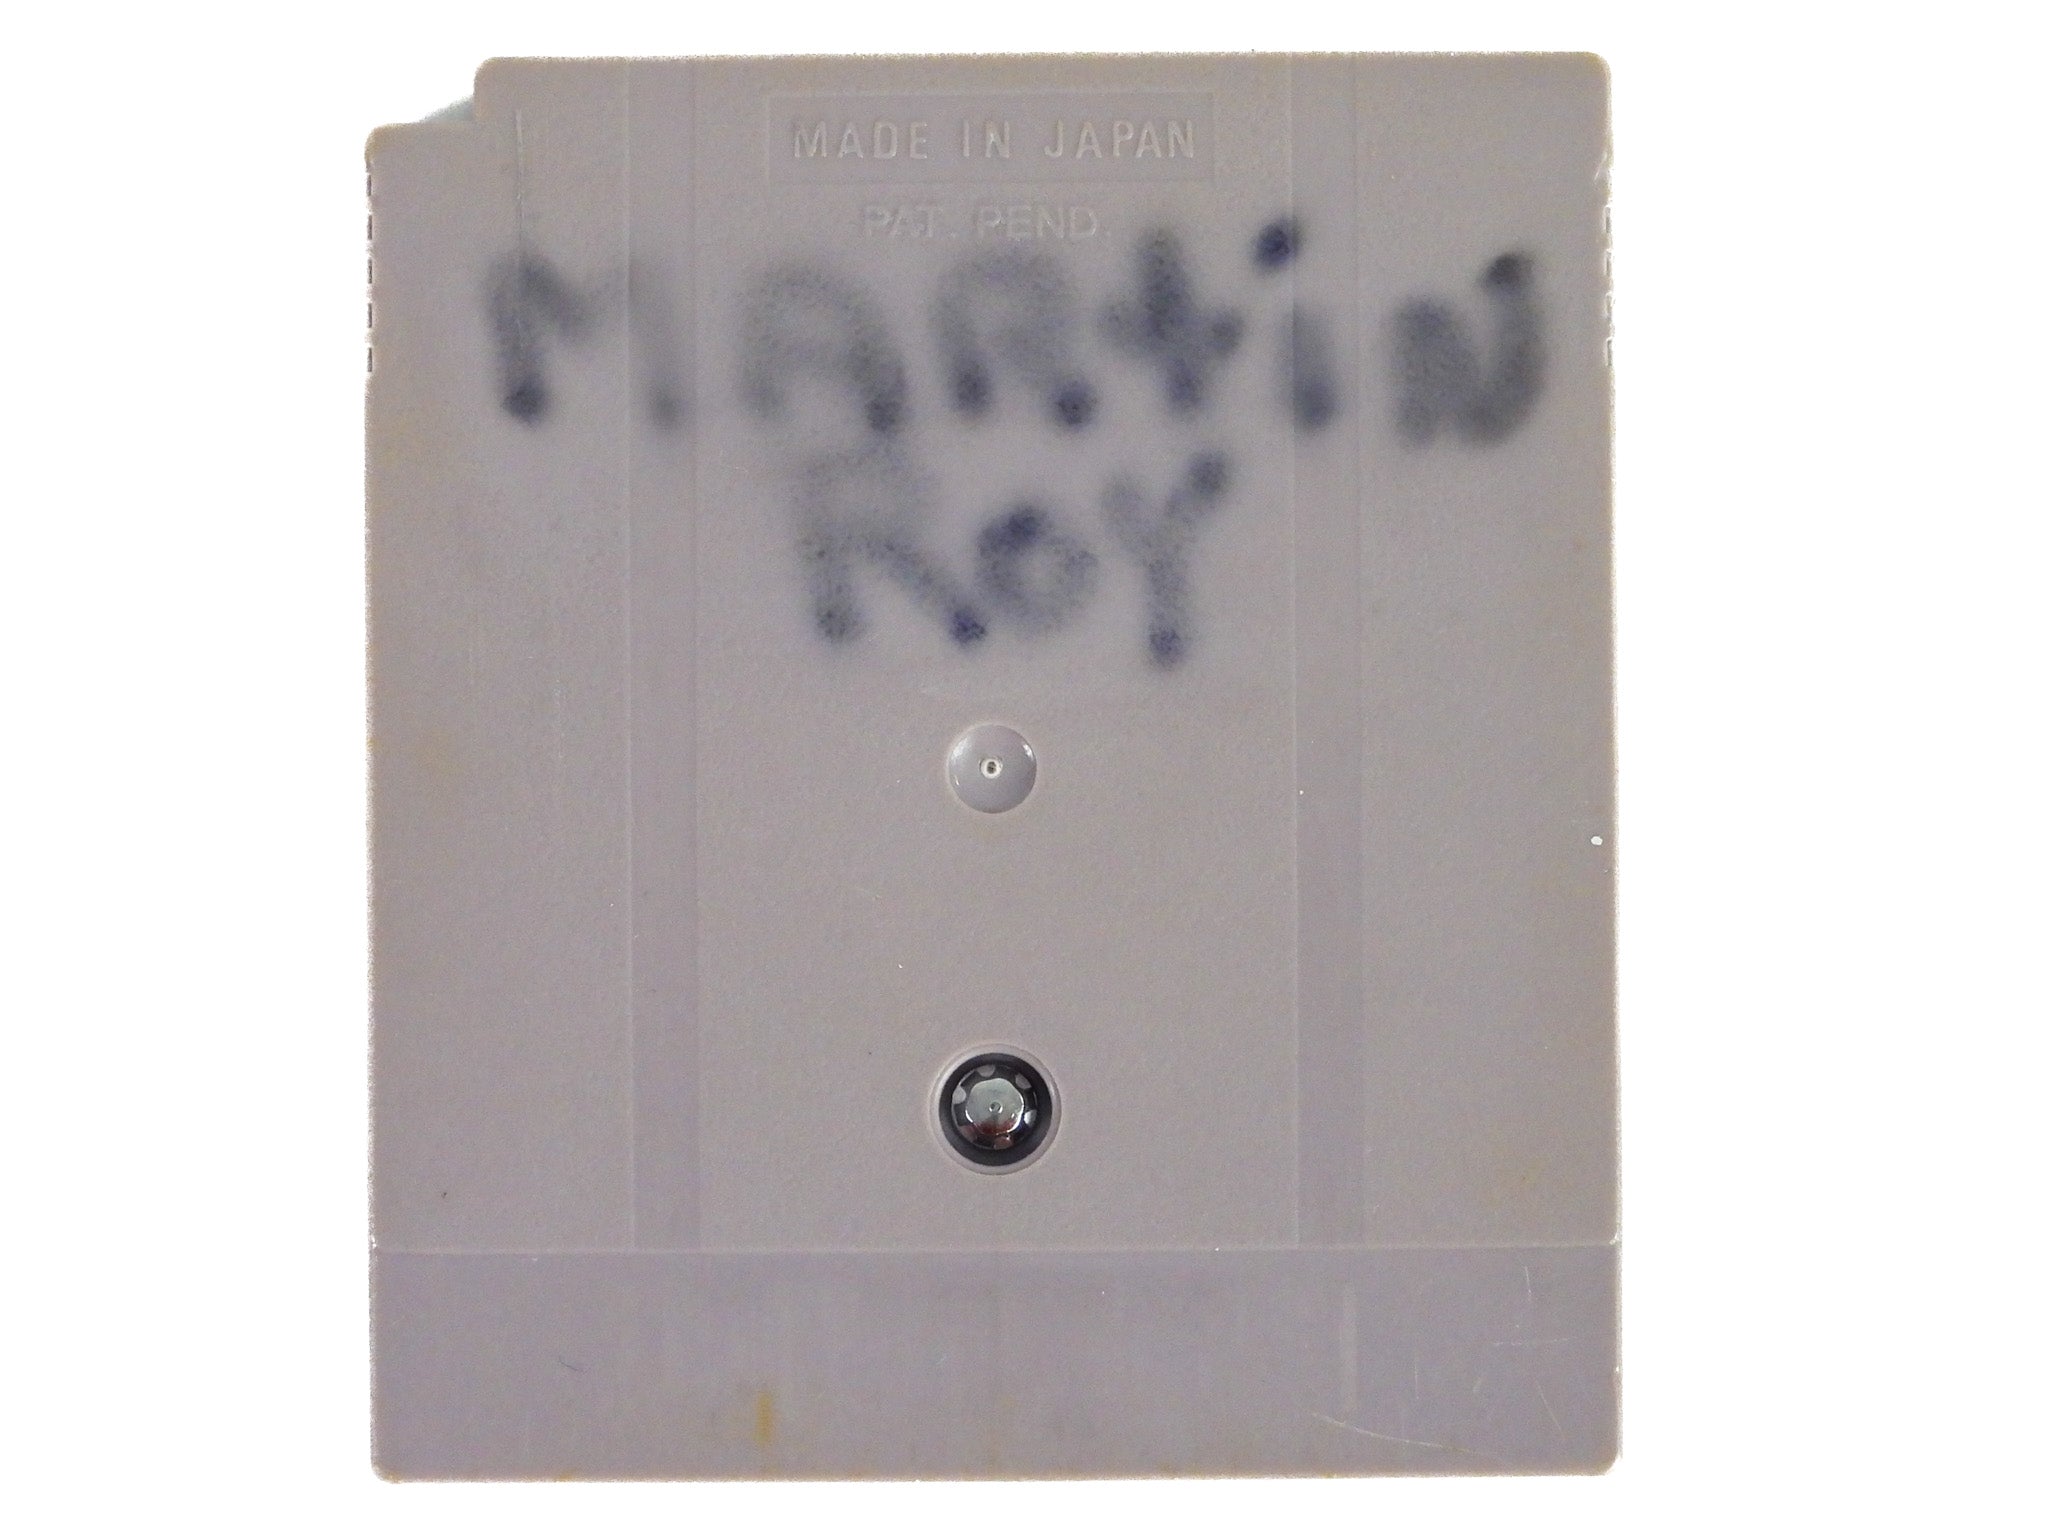 MADE IN JAPAN
PAT. PEND.
MARtiN
RoY